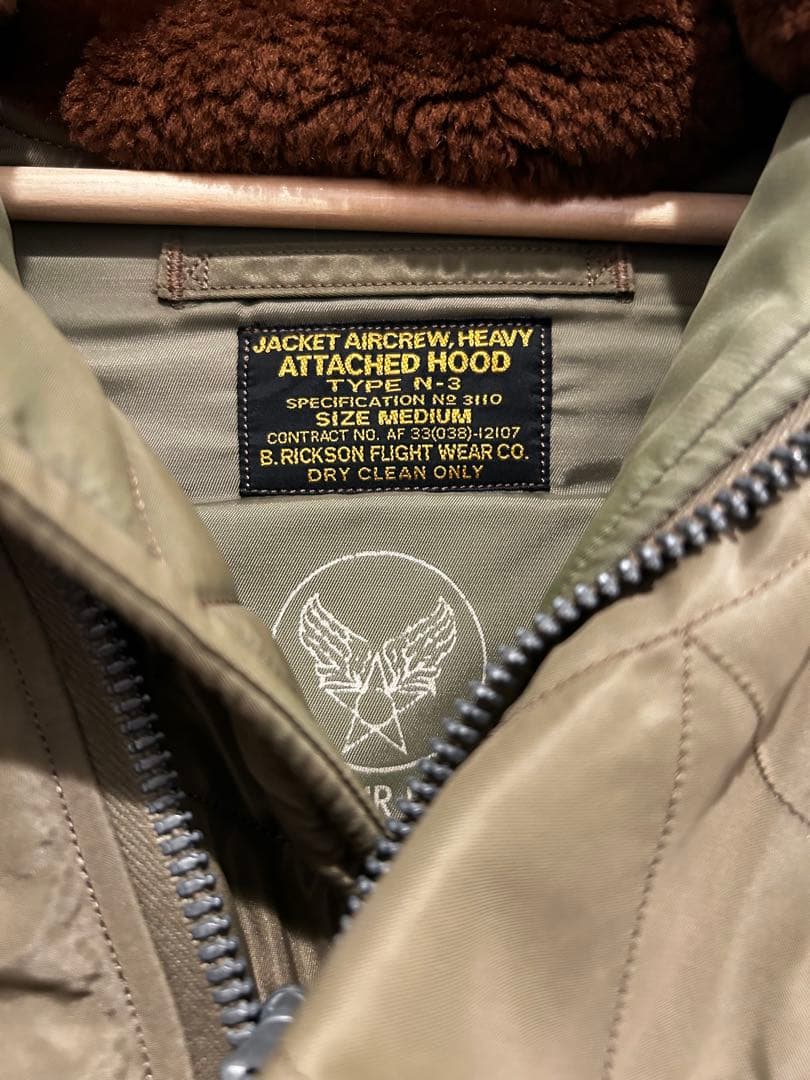 JACKET AIRCREW, HEAVY
ATTACHED HOOD
TYPE N-3
SPECIFICATION No 3110
SIZE MEDIUM
CONTRACT NO. AF 33(038)-12107
B. RICKSON FLIGHT WEAR CO.
DRY CLEAN ONLY